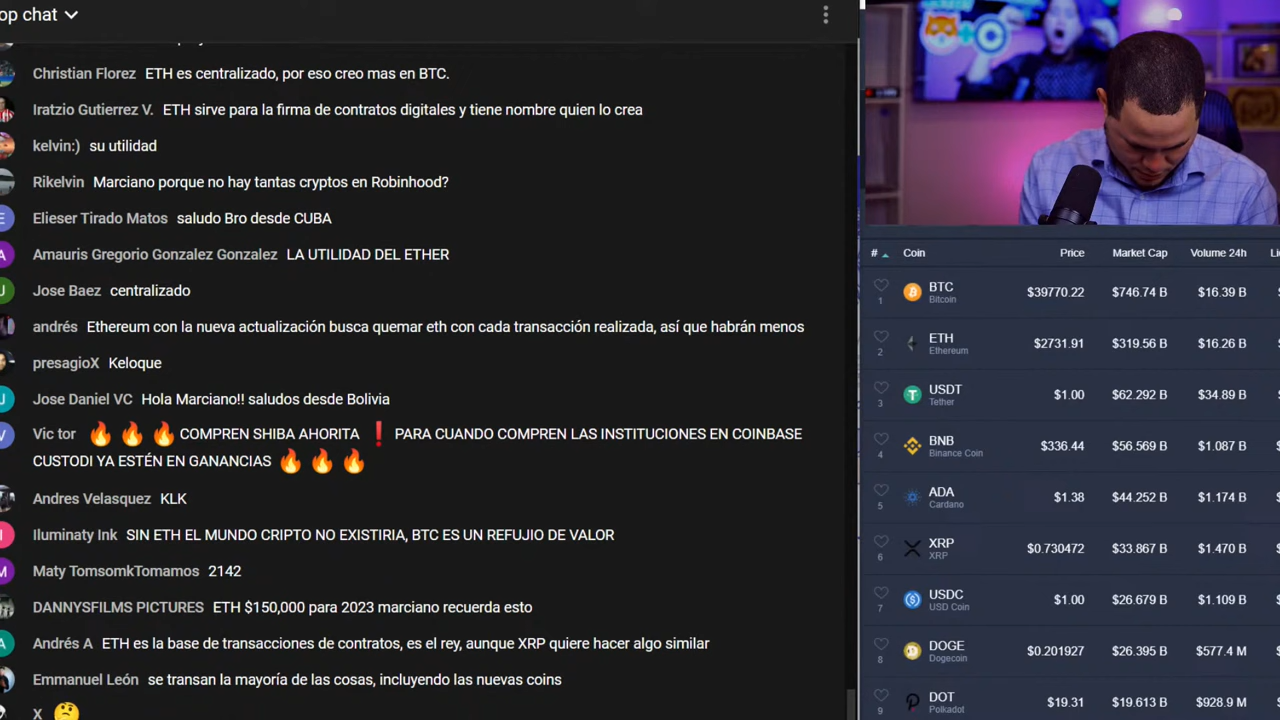 op chat
Christian Florez ETH es centralizado, por eso creo mas en BTC.
Iratzio Gutierrez V. ETH sirve para la firma de contratos digitales y tiene nombre quien lo crea
kelvin:) su utilidad
Rikelvin Marciano porque no hay tantas cryptos en Robinhood?
E Elieser Tirado Matos saludo Bro desde CUBA
A Amauris Gregorio Gonzalez Gonzalez LA UTILIDAD DEL ETHER
J Jose Baez centralizado
andrés Ethereum con la nueva actualización busca quemar eth con cada transacción realizada, así que habrán menos
presagioX Keloque
J Jose Daniel VC Hola Marciano!! saludos desde Bolivia
V Vic tor 🔥 🔥 🔥 COMPREN SHIBA AHORITA ❗ PARA CUANDO COMPREN LAS INSTITUCIONES EN COINBASE
CUSTODI YA ESTÉN EN GANANCIAS 🔥 🔥 🔥
Andres Velasquez KLK
I Iluminaty Ink SIN ETH EL MUNDO CRIPTO NO EXISTIRIA, BTC ES UN REFUJIO DE VALOR
M Maty TomsomkTomamos 2142
DANNYSFILMS PICTURES ETH $150,000 para 2023 marciano recuerda esto
A Andrés A ETH es la base de transacciones de contratos, es el rey, aunque XRP quiere hacer algo similar
Emmanuel León se transan la mayoría de las cosas, incluyendo las nuevas coins
X 🤔
# Coin Price Market Cap Volume 24h Li
1 BTC Bitcoin $39770.22 $746.74 B $16.39 B
2 ETH Ethereum $2731.91 $319.56 B $16.26 B
3 USDT Tether $1.00 $62.292 B $34.89 B
4 BNB Binance Coin $336.44 $56.569 B $1.087 B
5 ADA Cardano $1.38 $44.252 B $1.174 B
6 XRP XRP $0.730472 $33.867 B $1.470 B
7 USDC USD Coin $1.00 $26.679 B $1.109 B
8 DOGE Dogecoin $0.201927 $26.395 B $577.4 M
9 DOT Polkadot $19.31 $19.613 B $928.9 M